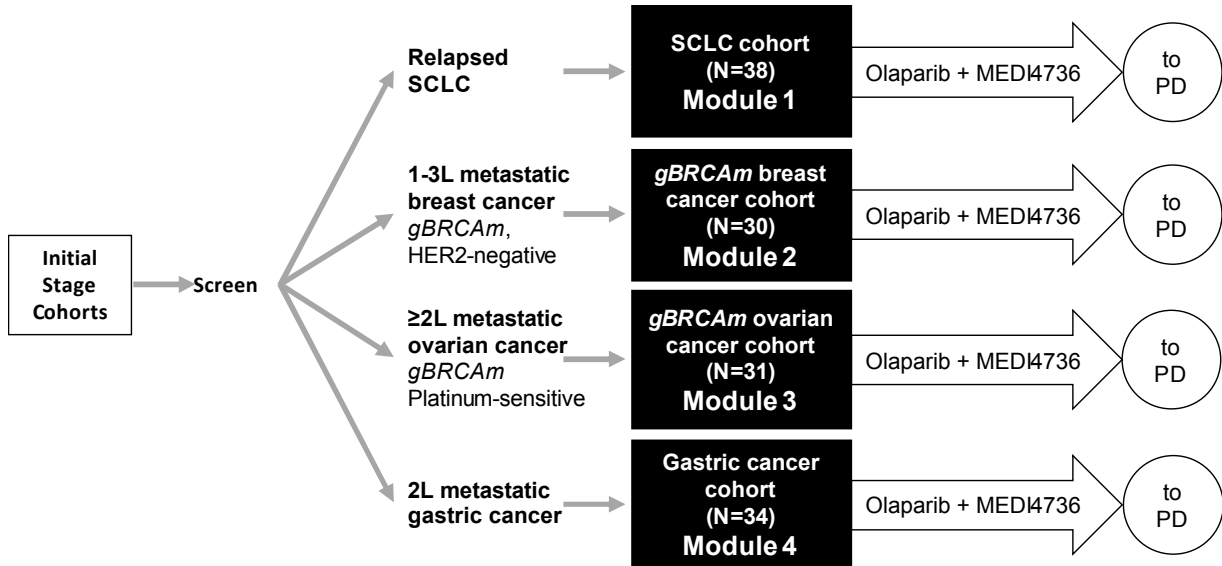 Initial
Stage
Cohorts
Screen
Relapsed
SCLC
SCLC cohort
(N=38)
Module 1
Olaparib + MEDI4736
to
PD
1-3L metastatic
breast cancer
gBRCAm,
HER2-negative
gBRCAm breast
cancer cohort
(N=30)
Module 2
Olaparib + MEDI4736
to
PD
≥2L metastatic
ovarian cancer
gBRCAm
Platinum-sensitive
gBRCAm ovarian
cancer cohort
(N=31)
Module 3
Olaparib + MEDI4736
to
PD
2L metastatic
gastric cancer
Gastric cancer
cohort
(N=34)
Module 4
Olaparib + MEDI4736
to
PD